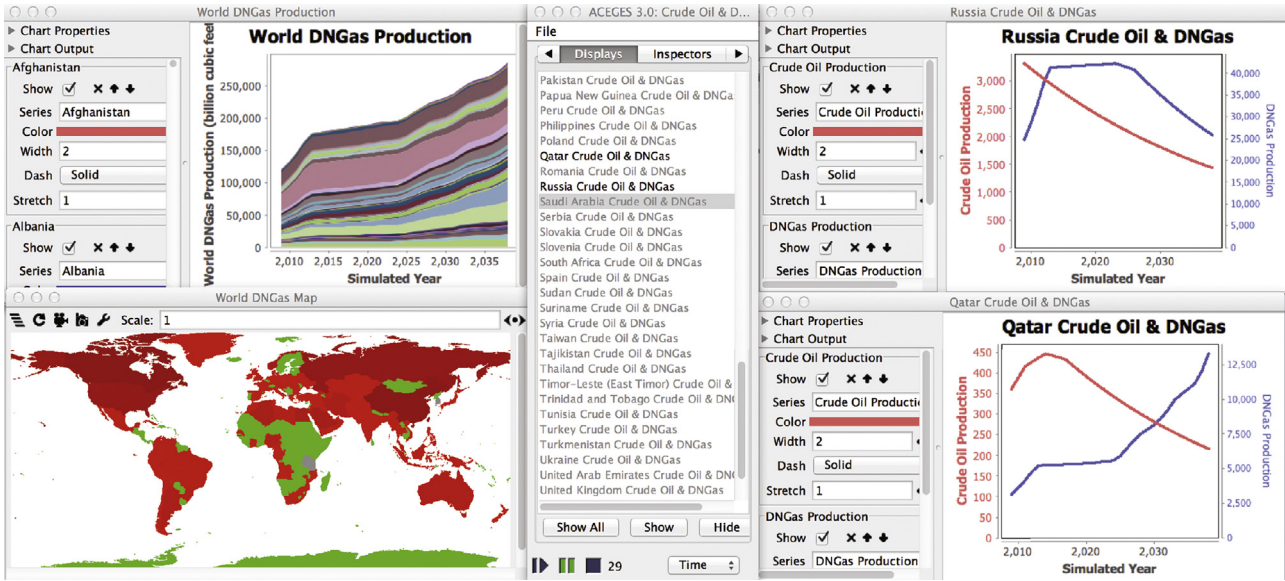 World DNGas Production
Chart Properties
Chart Output
Afghanistan
Show
Series Afghanistan
Color
Width 2
Dash Solid
Stretch 1
Albania
Show
Series Albania
World DNGas Production
World DNGas Production (billion cubic feet
250,000
200,000
150,000
100,000
50,000
0
2,010 2,015 2,020 2,025 2,030 2,035
Simulated Year
World DNGas Map
Scale: 1
ACEGES 3.0: Crude Oil & D...
File
Displays Inspectors
Pakistan Crude Oil & DNGas
Papua New Guinea Crude Oil & DNGa
Peru Crude Oil & DNGas
Philippines Crude Oil & DNGas
Poland Crude Oil & DNGas
Qatar Crude Oil & DNGas
Romania Crude Oil & DNGas
Russia Crude Oil & DNGas
Saudi Arabia Crude Oil & DNGas
Serbia Crude Oil & DNGas
Slovakia Crude Oil & DNGas
Slovenia Crude Oil & DNGas
South Africa Crude Oil & DNGas
Spain Crude Oil & DNGas
Sudan Crude Oil & DNGas
Suriname Crude Oil & DNGas
Syria Crude Oil & DNGas
Taiwan Crude Oil & DNGas
Tajikistan Crude Oil & DNGas
Thailand Crude Oil & DNGas
Timor-Leste (East Timor) Crude Oil &
Trinidad and Tobago Crude Oil & DN
Tunisia Crude Oil & DNGas
Turkey Crude Oil & DNGas
Turkmenistan Crude Oil & DNGas
Ukraine Crude Oil & DNGas
United Arab Emirates Crude Oil & DN
United Kingdom Crude Oil & DNGas
Show All Show Hide
29 Time
Russia Crude Oil & DNGas
Chart Properties
Chart Output
Crude Oil Production
Show
Series Crude Oil Productio
Color
Width 2
Dash Solid
Stretch 1
DNGas Production
Show
Series DNGas Production
Russia Crude Oil & DNGas
Crude Oil Production
3,000
2,500
2,000
1,500
1,000
500
0
2,010 2,020 2,030
Simulated Year
40,000
35,000
30,000
25,000
20,000
15,000
10,000
5,000
0
DNGas Production
Qatar Crude Oil & DNGas
Chart Properties
Chart Output
Crude Oil Production
Show
Series Crude Oil Productio
Color
Width 2
Dash Solid
Stretch 1
DNGas Production
Show
Series DNGas Production
Qatar Crude Oil & DNGas
Crude Oil Production
450
400
350
300
250
200
150
100
50
0
2,010 2,020 2,030
Simulated Year
12,500
10,000
7,500
5,000
2,500
0
DNGas Production